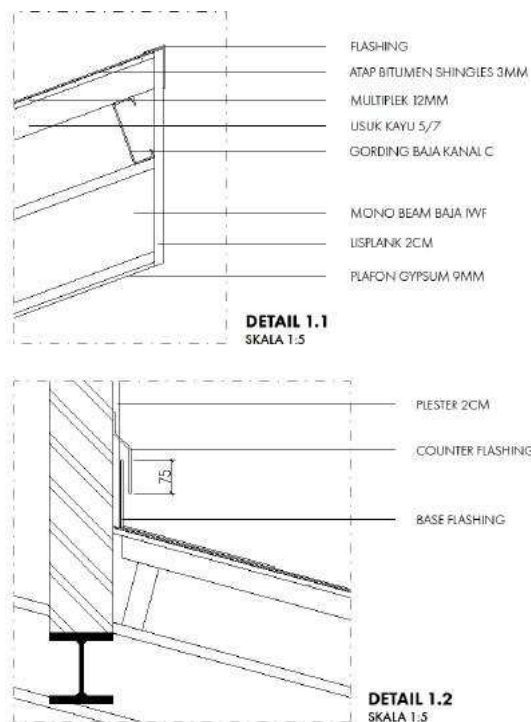 FLASHING
ATAP BITUMEN SHINGLES 3MM
MULTIPLEK 12MM
USUK KAYU 5/7
GORDING BAJA KANAL C
MONO BEAM BAJA IWF
LISPLANK 2CM
PLAFON GYPSUM 9MM
DETAIL 1.1
SKALA 1:5
PLESTER 2CM
COUNTER FLASHING
75
BASE FLASHING
DETAIL 1.2
SKALA 1:5